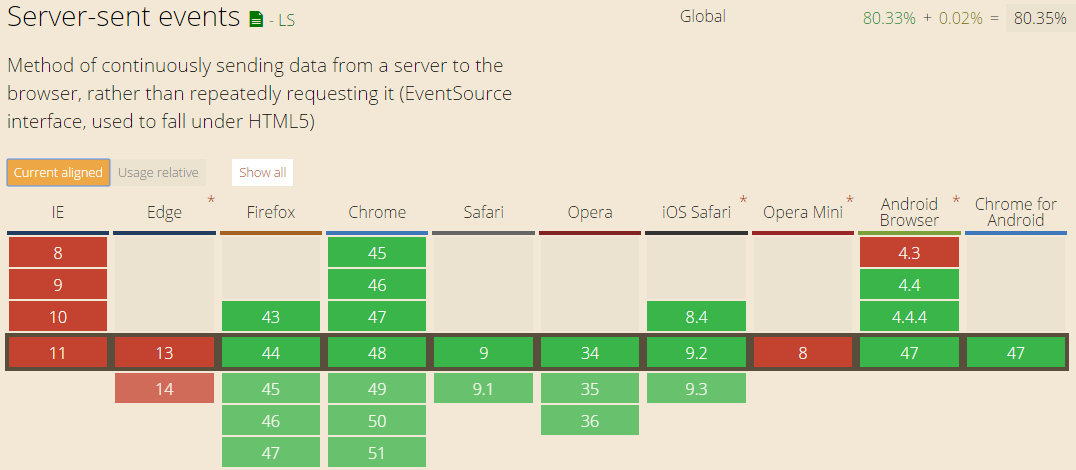 Server-sent events - LS
Global 80.33% + 0.02% = 80.35%
Method of continuously sending data from a server to the
browser, rather than repeatedly requesting it (EventSource
interface, used to fall under HTML5)
Current aligned Usage relative Show all
IE Edge * Firefox Chrome Safari Opera iOS Safari * Opera Mini * Android Browser * Chrome for Android
8 45 4.3
9 46 4.4
10 43 47 8.4 4.4.4
11 13 44 48 9 34 9.2 8 47 47
14 45 49 9.1 35 9.3
46 50 36
47 51